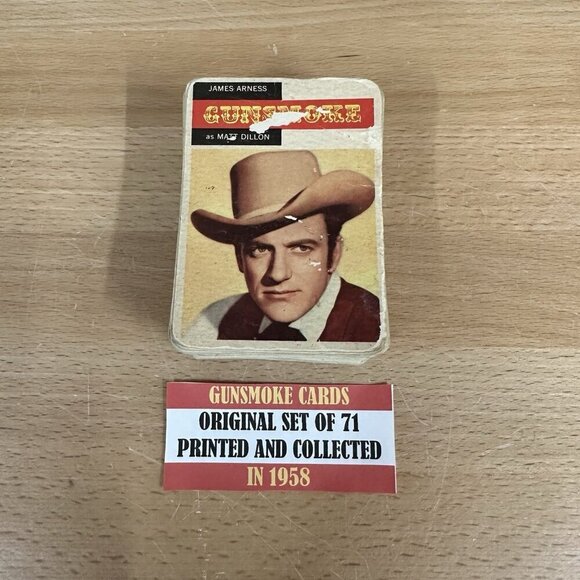 JAMES ARNESS
GUNSMOKE
as MATT DILLON
GUNSMOKE CARDS
ORIGINAL SET OF 71
PRINTED AND COLLECTED
IN 1958